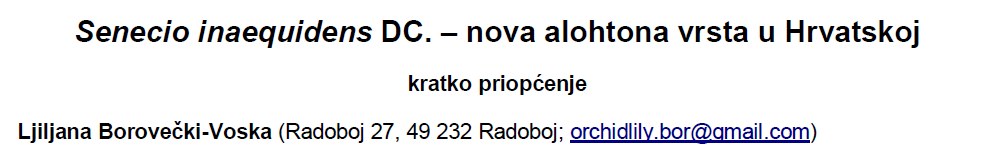 Senecio inaequidens DC. – nova alohtona vrsta u Hrvatskoj
kratko priopćenje
Ljiljana Borovečki-Voska (Radoboj 27, 49 232 Radoboj; orchidlily.bor@gmail.com)